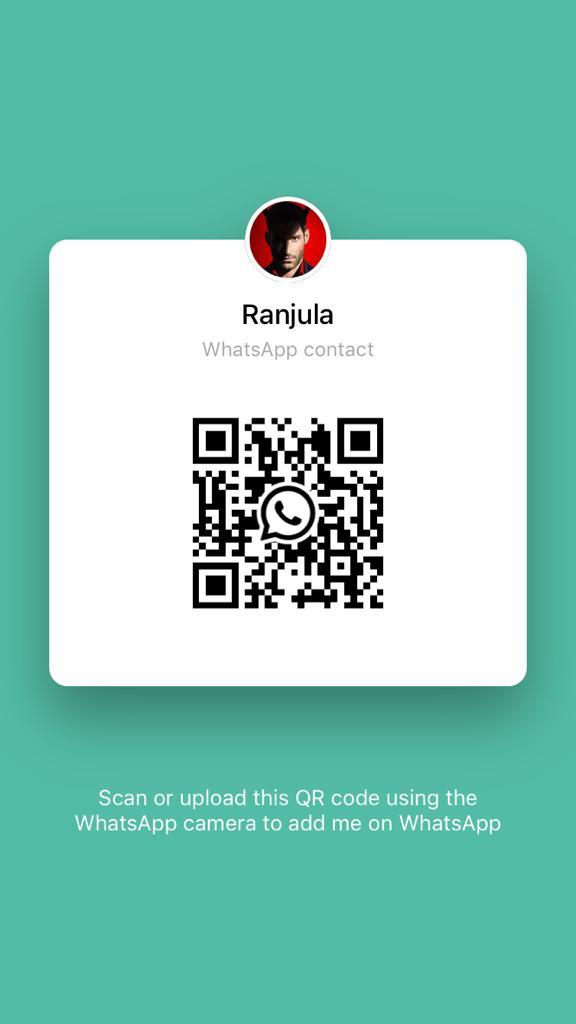 Ranjula
WhatsApp contact
Scan or upload this QR code using the
WhatsApp camera to add me on WhatsApp